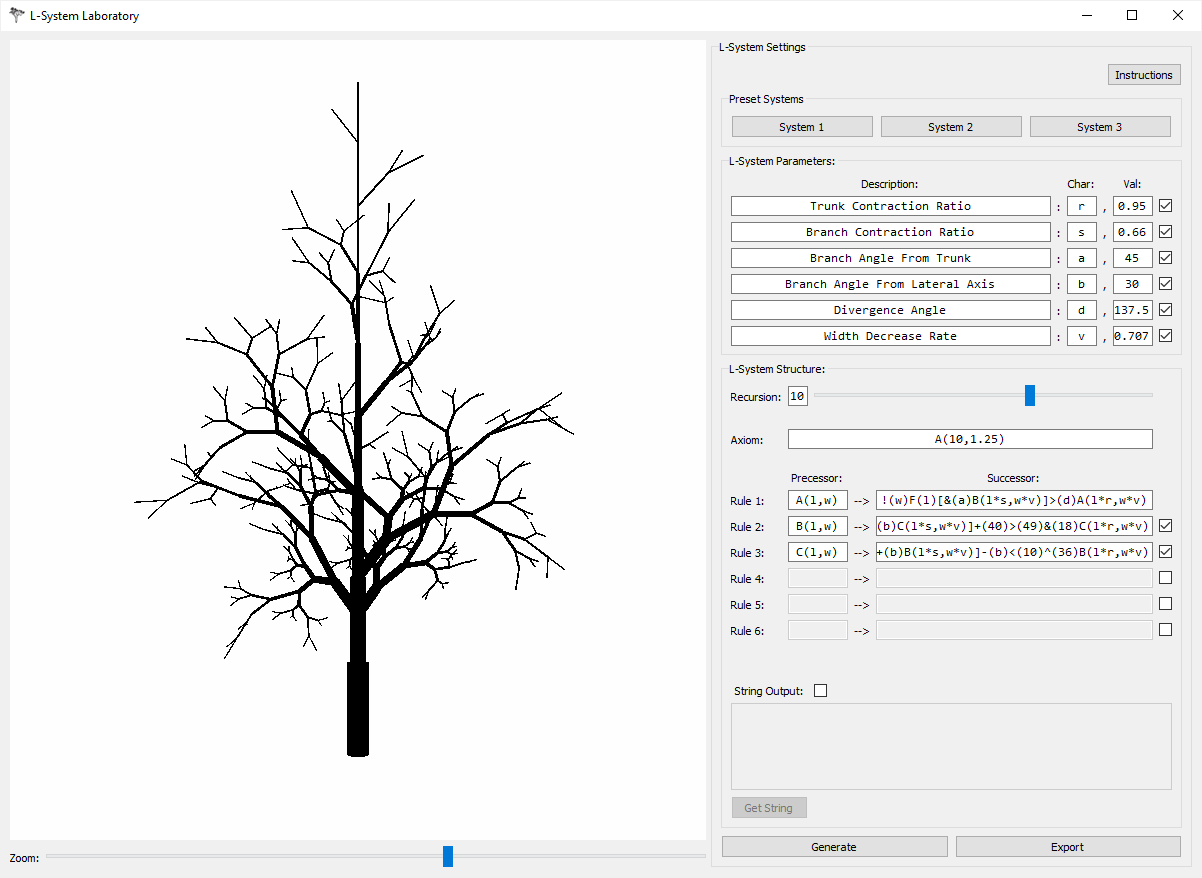 L-System Laboratory
L-System Settings
Instructions
Preset Systems
System 1 System 2 System 3
L-System Parameters:
Description: Char: Val:
Trunk Contraction Ratio : r , 0.95
Branch Contraction Ratio : s , 0.66
Branch Angle From Trunk : a , 45
Branch Angle From Lateral Axis : b , 30
Divergence Angle : d , 137.5
Width Decrease Rate : v , 0.707
L-System Structure:
Recursion: 10
Axiom: A(10,1.25)
Precessor: Successor:
Rule 1: A(l,w) --> !(w)F(l)[&(a)B(l*s,w*v)]>(d)A(l*r,w*v)
Rule 2: B(l,w) --> (b)C(l*s,w*v)]+(40)>(49)&(18)C(l*r,w*v)
Rule 3: C(l,w) --> +(b)B(l*s,w*v)]-(b)<(10)^(36)B(l*r,w*v)
Rule 4: -->
Rule 5: -->
Rule 6: -->
String Output:
Get String
Generate Export
Zoom: